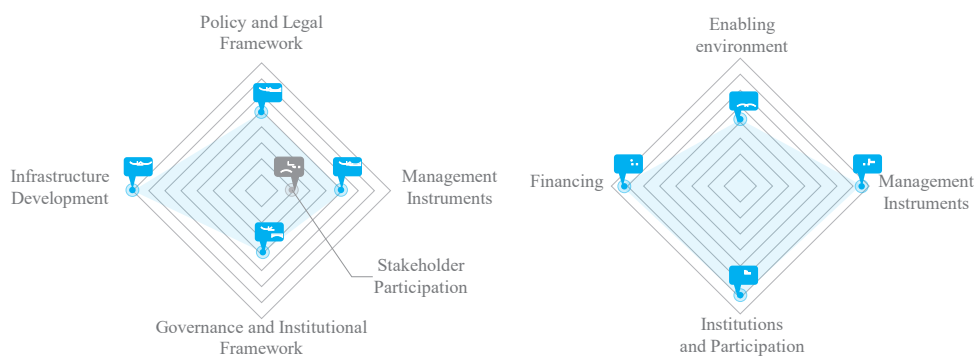 Policy and Legal
Framework
Infrastructure
Development
Management
Instruments
Stakeholder
Participation
Governance and Institutional
Framework
Enabling
environment
Financing
Management
Instruments
Institutions
and Participation